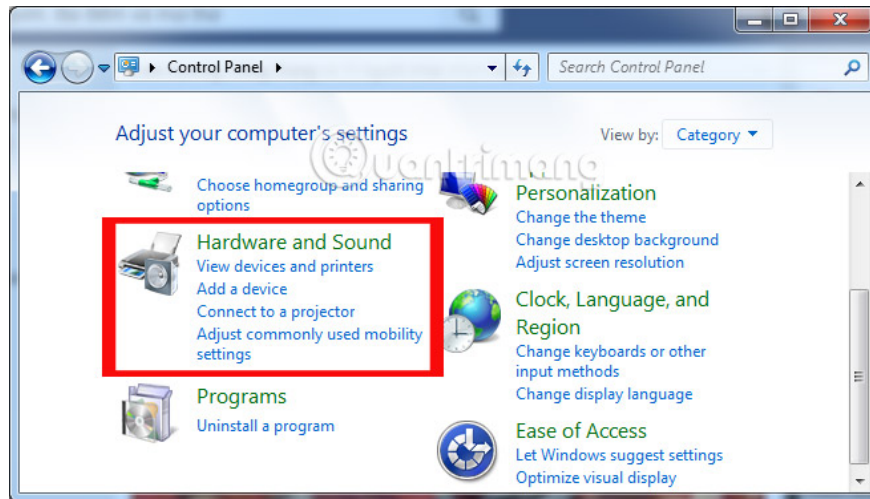 Control Panel
Search Control Panel
Adjust your computer's settings
View by: Category
Quantrimang
Choose homegroup and sharing
options
Hardware and Sound
View devices and printers
Add a device
Connect to a projector
Adjust commonly used mobility
settings
Programs
Uninstall a program
Personalization
Change the theme
Change desktop background
Adjust screen resolution
Clock, Language, and
Region
Change keyboards or other
input methods
Change display language
Ease of Access
Let Windows suggest settings
Optimize visual display